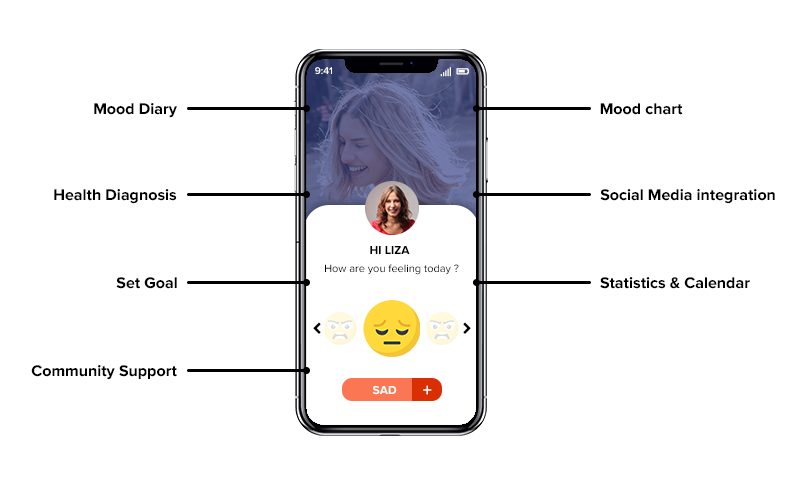 9:41
Mood Diary
Mood chart
Health Diagnosis
Social Media integration
HI LIZA
How are you feeling today ?
Set Goal
Statistics & Calendar
Community Support
SAD +